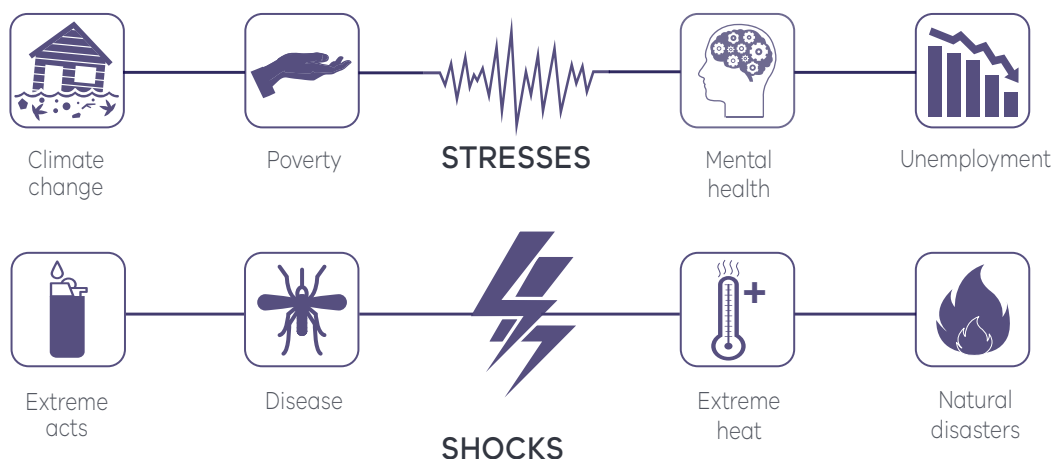 Climate
change
Poverty
STRESSES
Mental
health
Unemployment
Extreme
acts
Disease
SHOCKS
Extreme
heat
Natural
disasters